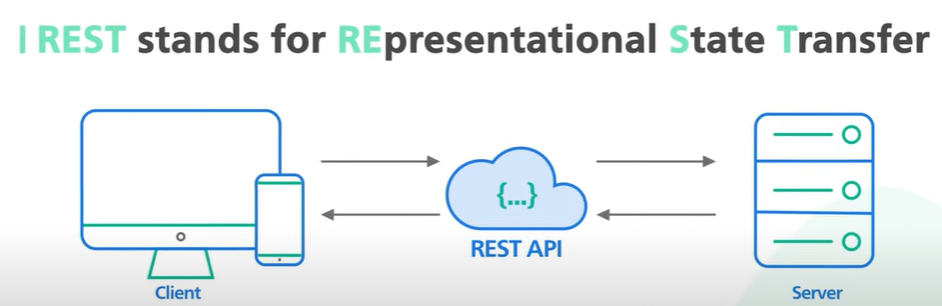 REST stands for REpresentational State Transfer
{...}
REST API
Client
Server